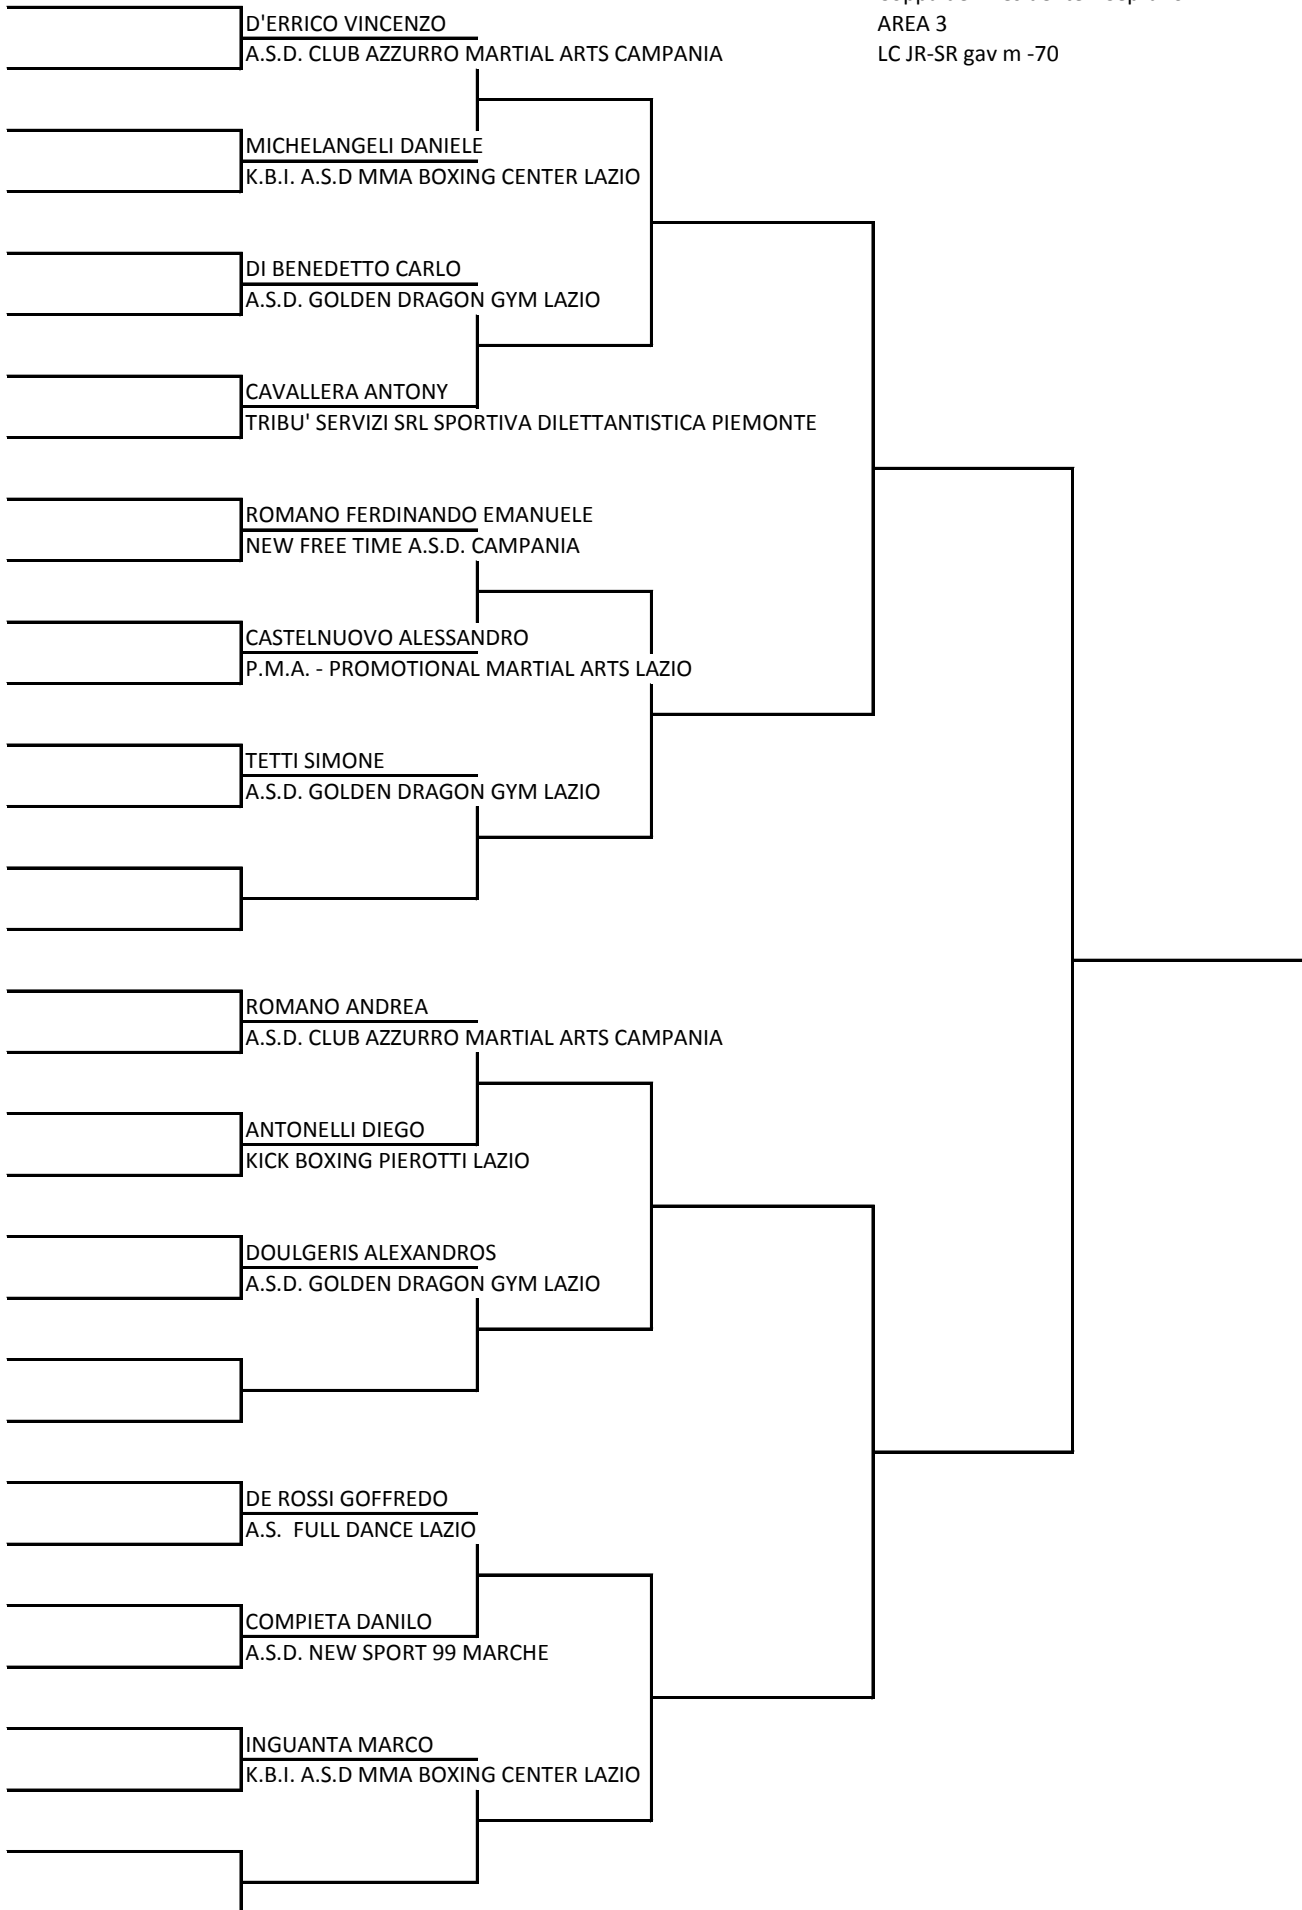 D'ERRICO VINCENZO
A.S.D. CLUB AZZURRO MARTIAL ARTS CAMPANIA
AREA 3
LC JR-SR gav m -70
MICHELANGELI DANIELE
K.B.I. A.S.D MMA BOXING CENTER LAZIO
DI BENEDETTO CARLO
A.S.D. GOLDEN DRAGON GYM LAZIO
CAVALLERA ANTONY
TRIBU' SERVIZI SRL SPORTIVA DILETTANTISTICA PIEMONTE
ROMANO FERDINANDO EMANUELE
NEW FREE TIME A.S.D. CAMPANIA
CASTELNUOVO ALESSANDRO
P.M.A. - PROMOTIONAL MARTIAL ARTS LAZIO
TETTI SIMONE
A.S.D. GOLDEN DRAGON GYM LAZIO
ROMANO ANDREA
A.S.D. CLUB AZZURRO MARTIAL ARTS CAMPANIA
ANTONELLI DIEGO
KICK BOXING PIEROTTI LAZIO
DOULGERIS ALEXANDROS
A.S.D. GOLDEN DRAGON GYM LAZIO
DE ROSSI GOFFREDO
A.S.  FULL DANCE LAZIO
COMPIETA DANILO
A.S.D. NEW SPORT 99 MARCHE
INGUANTA MARCO
K.B.I. A.S.D MMA BOXING CENTER LAZIO